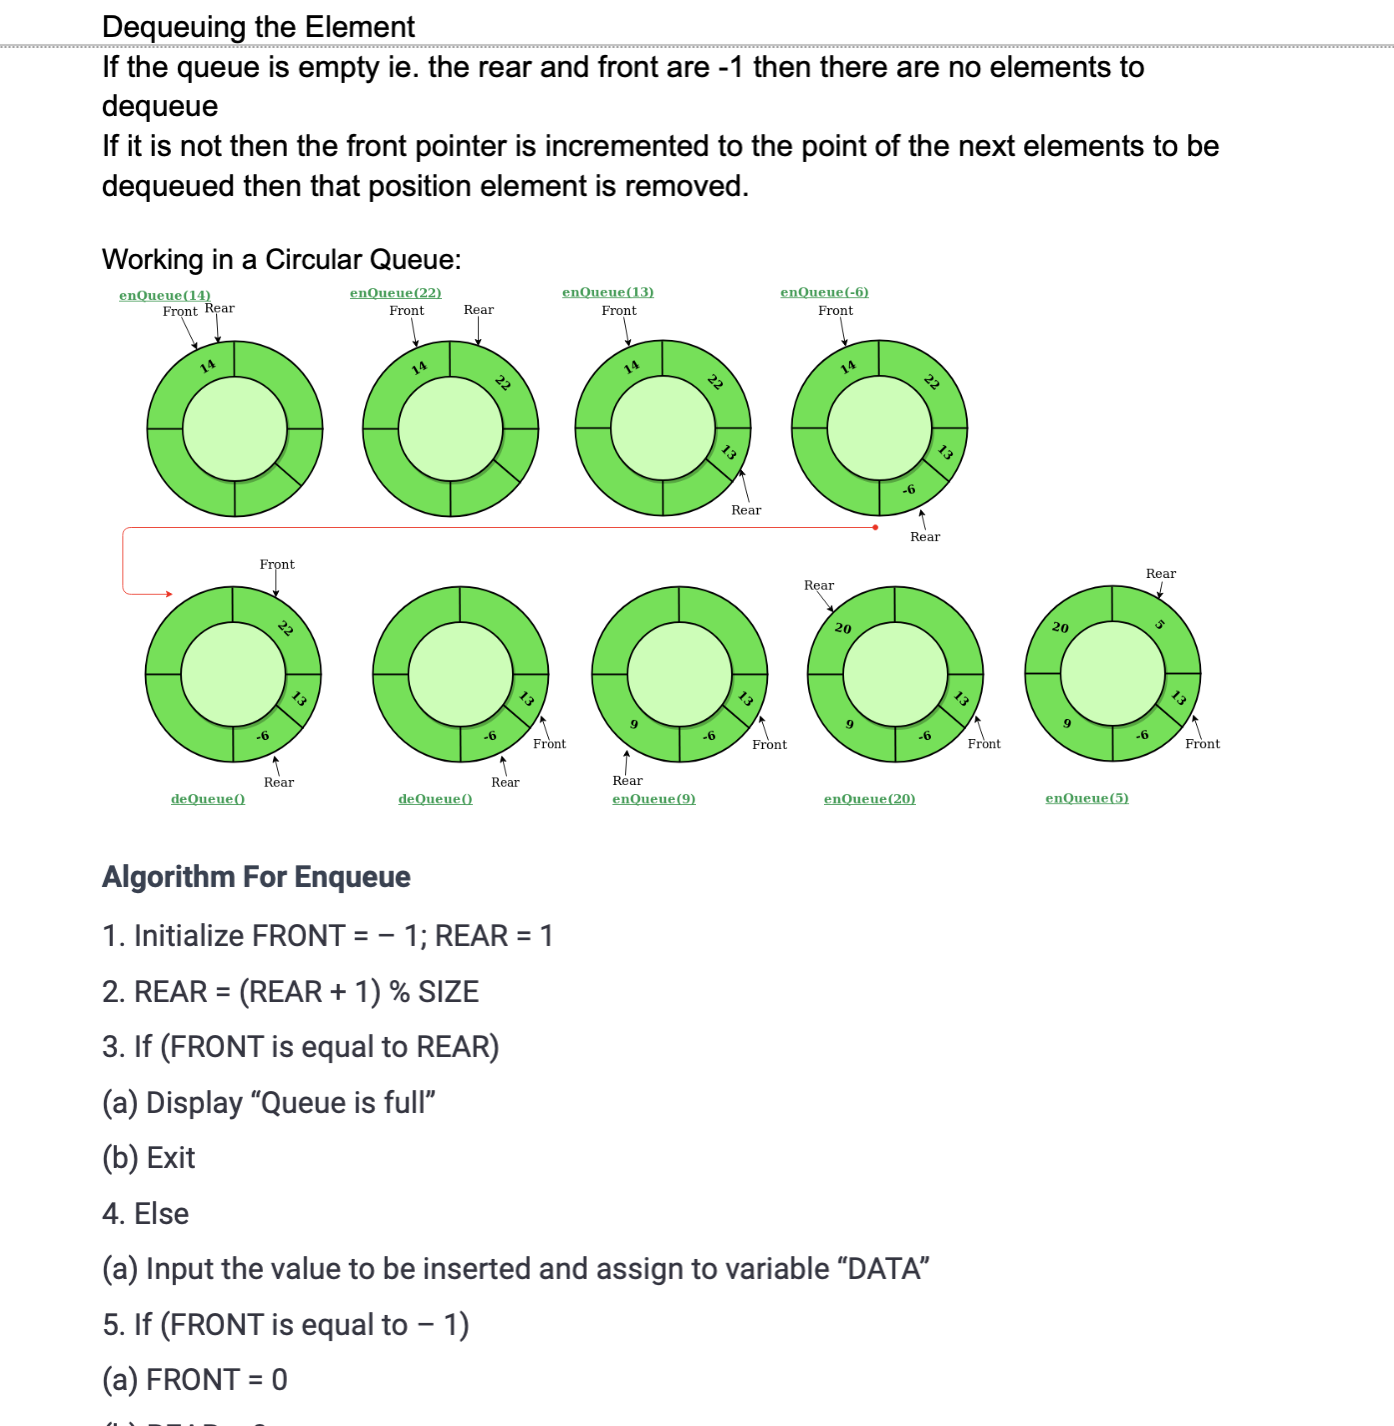 Dequeuing the Element
If the queue is empty ie. the rear and front are -1 then there are no elements to
dequeue
If it is not then the front pointer is incremented to the point of the next elements to be
dequeued then that position element is removed.
Working in a Circular Queue:
enQueue(14)
Front Rear
14
enQueue(22)
Front Rear
14 22
enQueue(13)
Front
14 22 13
Rear
enQueue(-6)
Front
14 22 13 -6
Rear
Front
22 13 -6
Rear
deQueue()
13 -6
Front
Rear
deQueue()
9 -6 13
Front
Rear
enQueue(9)
Rear
20 9 -6 13
Front
enQueue(20)
Rear
20 5 9 -6 13
Front
enQueue(5)
Algorithm For Enqueue
1. Initialize FRONT = – 1; REAR = 1
2. REAR = (REAR + 1) % SIZE
3. If (FRONT is equal to REAR)
(a) Display “Queue is full”
(b) Exit
4. Else
(a) Input the value to be inserted and assign to variable “DATA”
5. If (FRONT is equal to – 1)
(a) FRONT = 0